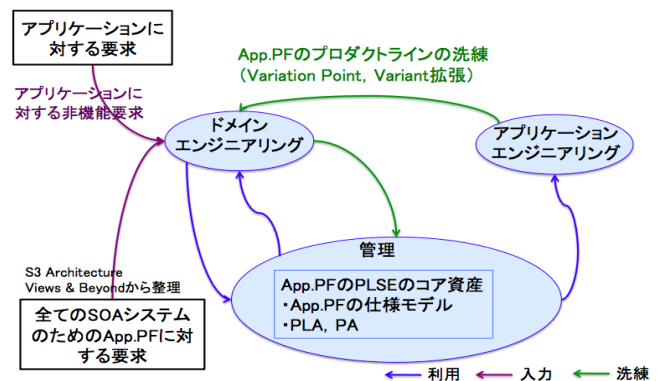 アプリケーションに
対する要求
App.PFのプロダクトラインの洗練
（Variation Point，Variant拡張）
アプリケーションに
対する非機能要求
ドメイン
エンジニアリング
アプリケーション
エンジニアリング
管理
S3 Architecture
Views & Beyondから整理
App.PFのPLSEのコア資産
・App.PFの仕様モデル
・PLA，PA
全てのSOAシステム
のためのApp.PFに対
する要求
利用
入力
洗練